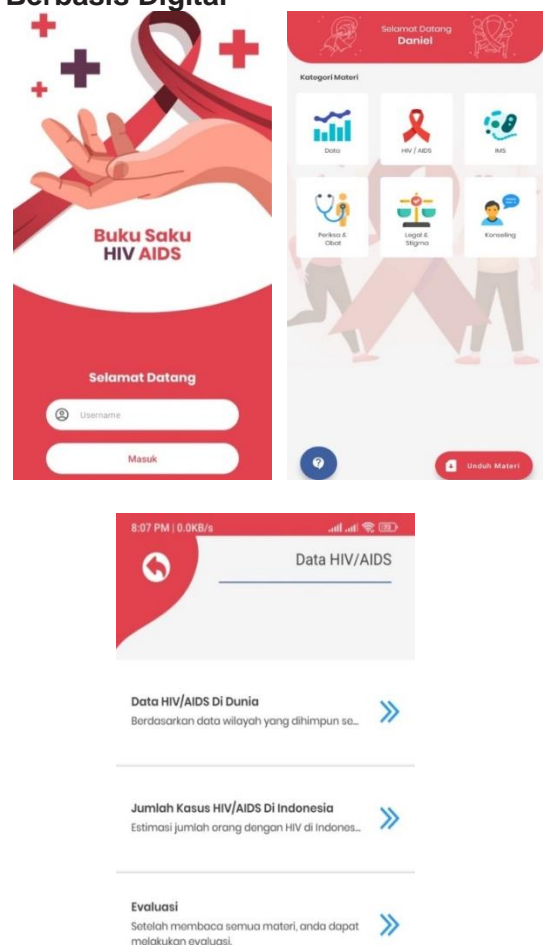 Berbasis Digital
Buku Saku
HIV AIDS
Selamat Datang
Username
Masuk
Selamat Datang
Daniel
Kategori Materi
Data
HIV / AIDS
IMS
Periksa &
Obat
Legal &
Stigma
Konseling
Unduh Materi
8:07 PM | 0.0KB/s
Data HIV/AIDS
Data HIV/AIDS Di Dunia
Berdasarkan data wilayah yang dihimpun se...
Jumlah Kasus HIV/AIDS Di Indonesia
Estimasi jumlah orang dengan HIV di Indones...
Evaluasi
Setelah membaca semua materi, anda dapat
melakukan evaluasi.